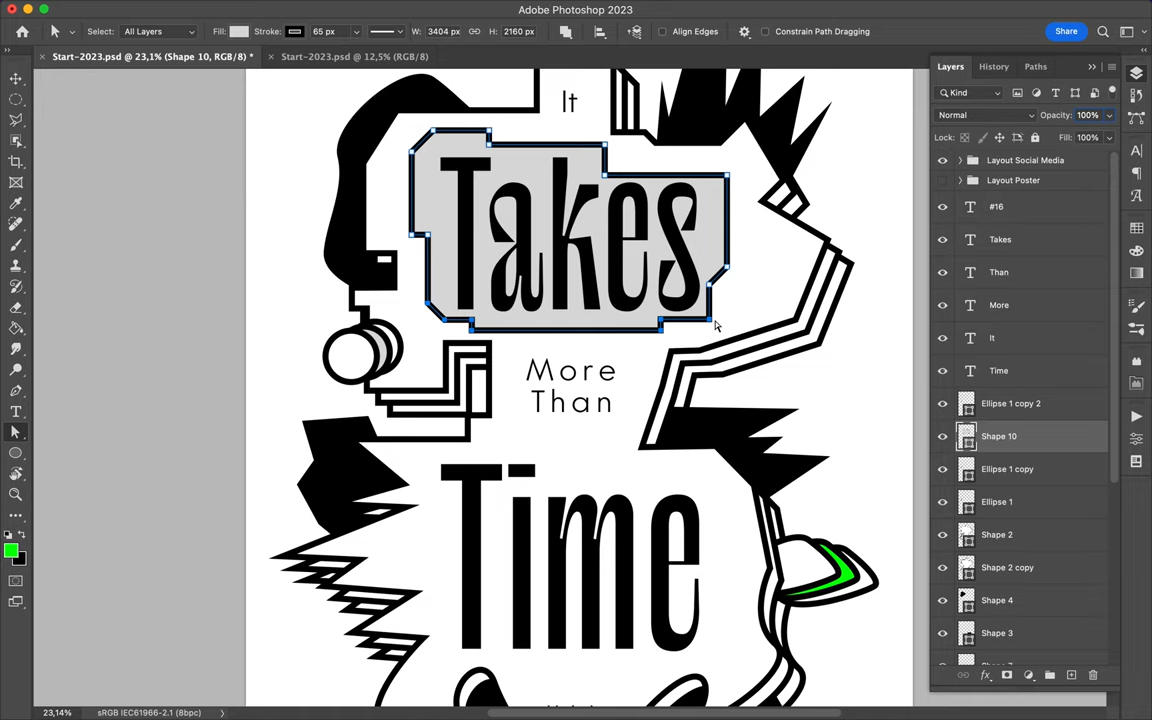 Adobe Photoshop 2023
Select: All Layers Fill: Stroke: 65 px W: 3404 px H: 2160 px Align Edges Constrain Path Dragging Share
Start-2023.psd @ 23,1% (Shape 10, RGB/8) * Start-2023.psd @ 12,5% (RGB/8)
Layers History Paths
Kind
Normal Opacity: 100%
Lock: Fill: 100%
Layout Social Media
Layout Poster
#16
Takes
Than
More
It
Time
Ellipse 1 copy 2
Shape 10
Ellipse 1 copy
Ellipse 1
Shape 2
Shape 2 copy
Shape 4
Shape 3
It
Takes
More
Than
Time
23,14% sRGB IEC61966-2.1 (8bpc)